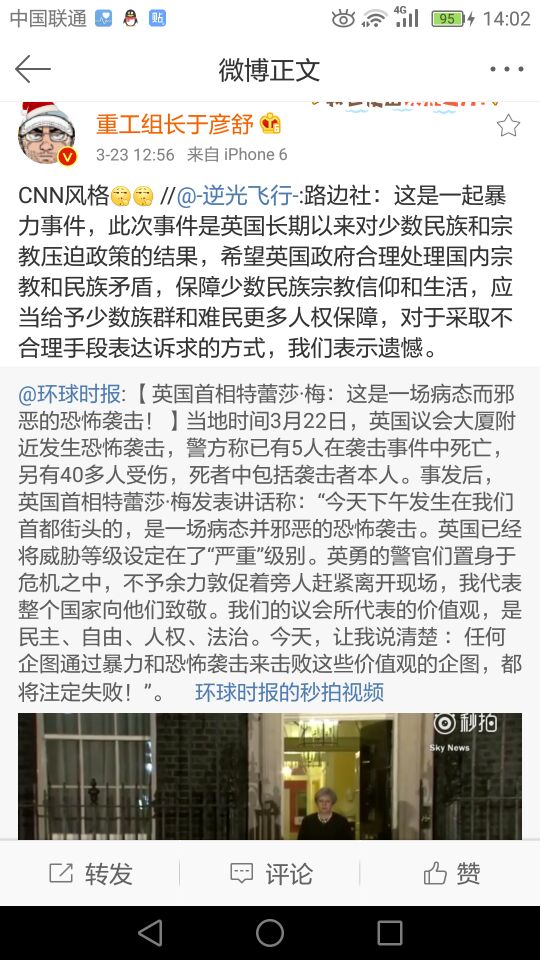 中国联通 贴 4G 95 14:02
微博正文
重工组长于彦舒
3-23 12:56 来自 iPhone 6
CNN风格 //@-逆光飞行-:路边社：这是一起暴
力事件，此次事件是英国长期以来对少数民族和宗
教压迫政策的结果，希望英国政府合理处理国内宗
教和民族矛盾，保障少数民族宗教信仰和生活，应
当给予少数族群和难民更多人权保障，对于采取不
合理手段表达诉求的方式，我们表示遗憾。
@环球时报:【 英国首相特蕾莎·梅：这是一场病态而邪
恶的恐怖袭击！】当地时间3月22日，英国议会大厦附
近发生恐怖袭击，警方称已有5人在袭击事件中死亡，
另有40多人受伤，死者中包括袭击者本人。事发后，
英国首相特蕾莎·梅发表讲话称：“今天下午发生在我们
首都街头的，是一场病态并邪恶的恐怖袭击。英国已经
将威胁等级设定在了“严重”级别。英勇的警官们置身于
危机之中，不予余力敦促着旁人赶紧离开现场，我代表
整个国家向他们致敬。我们的议会所代表的价值观，是
民主、自由、人权、法治。今天，让我说清楚 ：任何
企图通过暴力和恐怖袭击来击败这些价值观的企图，都
将注定失败！”。 环球时报的秒拍视频
秒拍
Sky News
转发 评论 赞